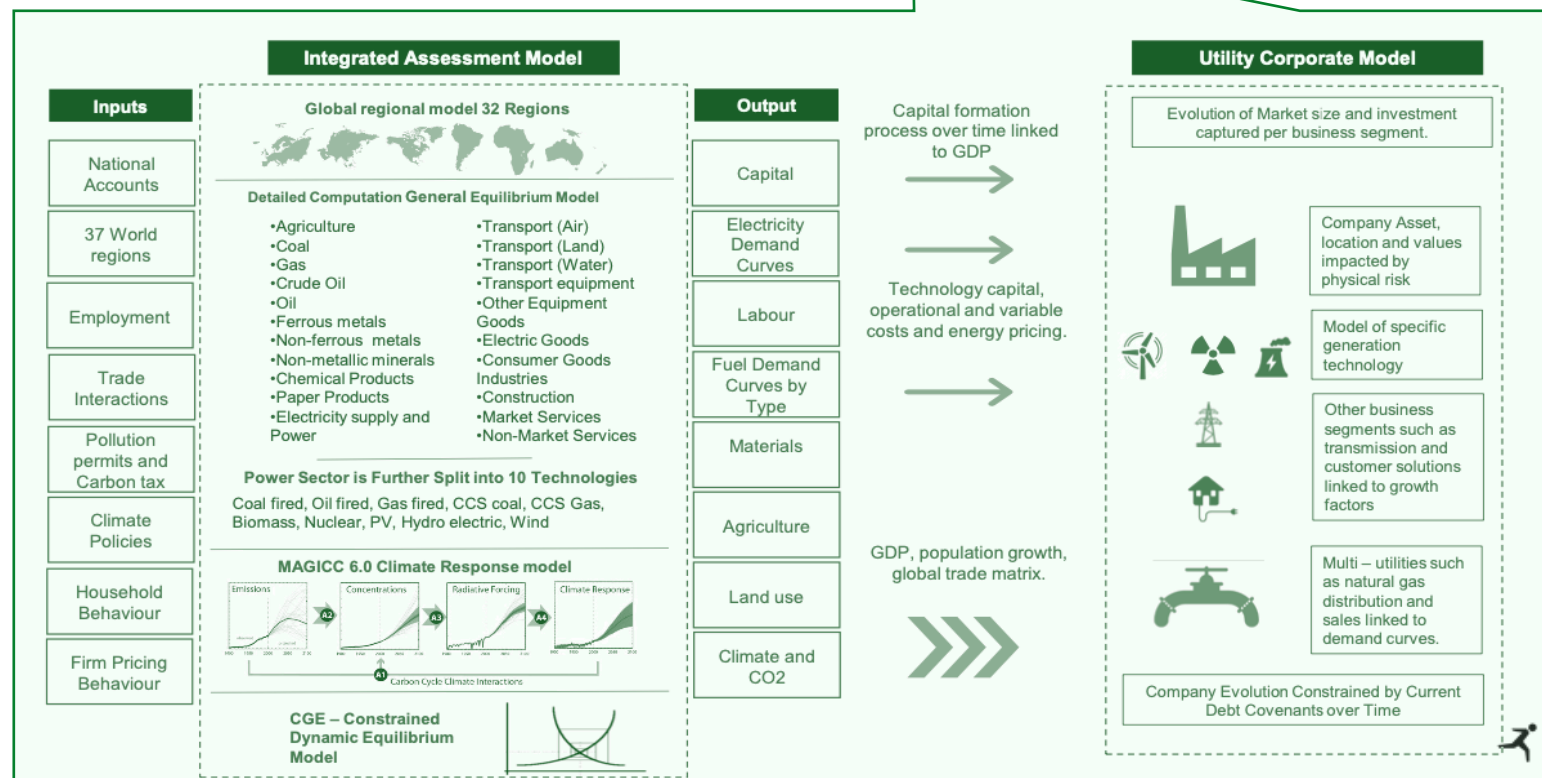 Integrated Assessment Model
Utility Corporate Model
Inputs
National
Accounts
37 World
regions
Employment
Trade
Interactions
Pollution
permits and
Carbon tax
Climate
Policies
Household
Behaviour
Firm Pricing
Behaviour
Global regional model 32 Regions
Detailed Computation General Equilibrium Model
•Agriculture
•Coal
•Gas
•Crude Oil
•Oil
•Ferrous metals
•Non-ferrous metals
•Non-metallic minerals
•Chemical Products
•Paper Products
•Electricity supply and
Power
•Transport (Air)
•Transport (Land)
•Transport (Water)
•Transport equipment
•Other Equipment
Goods
•Electric Goods
•Consumer Goods
Industries
•Construction
•Market Services
•Non-Market Services
Power Sector is Further Split into 10 Technologies
Coal fired, Oil fired, Gas fired, CCS coal, CCS Gas,
Biomass, Nuclear, PV, Hydro electric, Wind
MAGICC 6.0 Climate Response model
Emissions
A2
Concentrations
A3
Radiative Forcing
A4
Climate Response
A1
Carbon Cycle Climate Interactions
CGE – Constrained
Dynamic Equilibrium
Model
Output
Capital
Electricity
Demand
Curves
Labour
Fuel Demand
Curves by
Type
Materials
Agriculture
Land use
Climate and
CO2
Capital formation
process over time linked
to GDP
Technology capital,
operational and variable
costs and energy pricing.
GDP, population growth,
global trade matrix.
Evolution of Market size and investment
captured per business segment.
Company Asset,
location and values
impacted by
physical risk
Model of specific
generation
technology
Other business
segments such as
transmission and
customer solutions
linked to growth
factors
Multi – utilities such
as natural gas
distribution and
sales linked to
demand curves.
Company Evolution Constrained by Current
Debt Covenants over Time